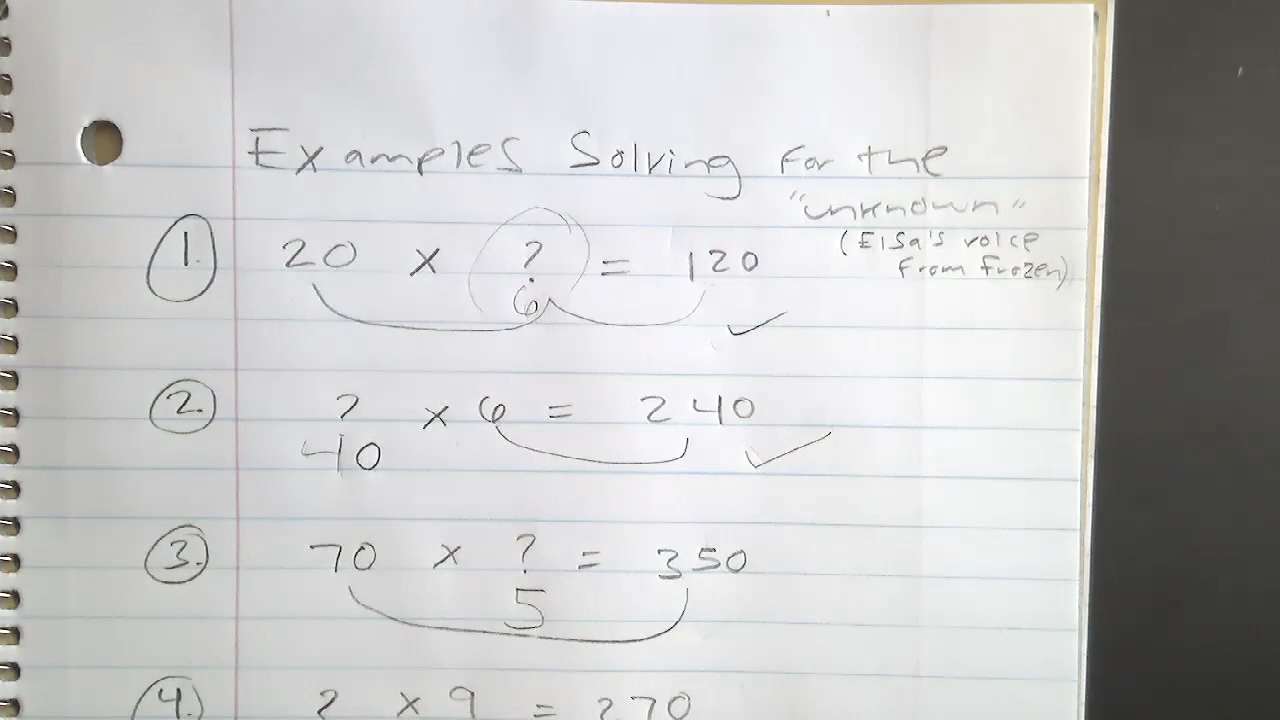 Examples Solving for the
"unknown"
(Elsa's voice
from frozen)
1. 20 x ? = 120
6
2. ? x 6 = 240
40
3. 70 x ? = 350
5
4. ? x 9 = 270